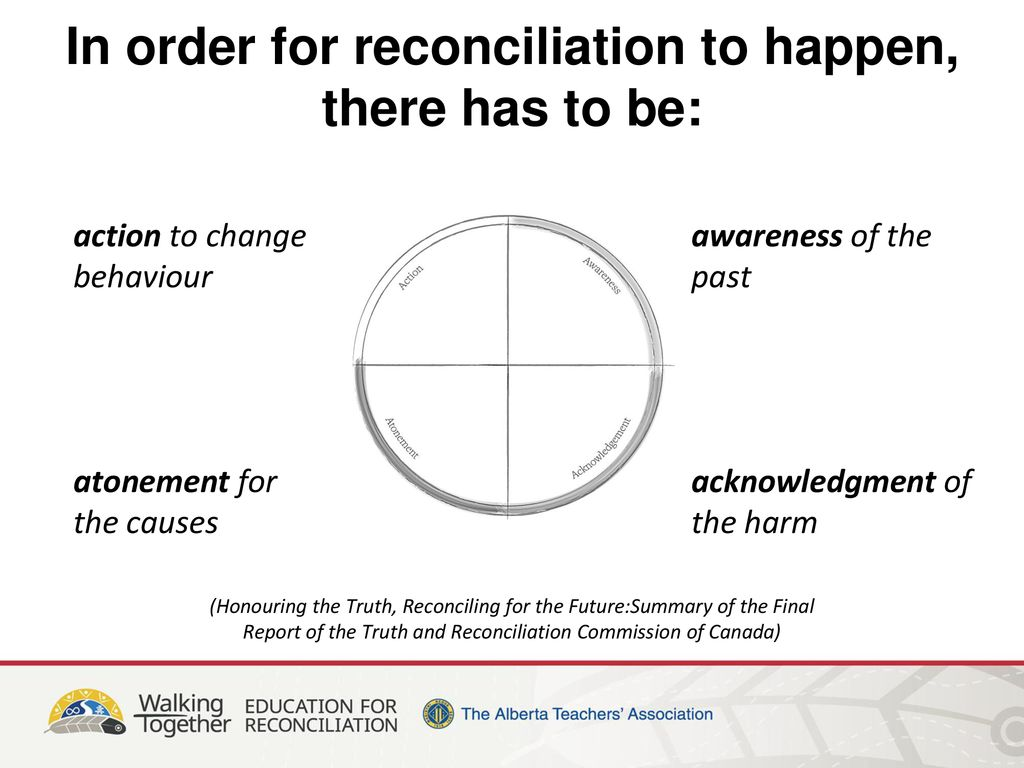 In order for reconciliation to happen,
there has to be:
action to change
behaviour
awareness of the
past
Action
Awareness
Atonement
Acknowledgement
atonement for
the causes
acknowledgment of
the harm
(Honouring the Truth, Reconciling for the Future:Summary of the Final
Report of the Truth and Reconciliation Commission of Canada)
Walking
Together
EDUCATION FOR
RECONCILIATION
The Alberta Teachers' Association